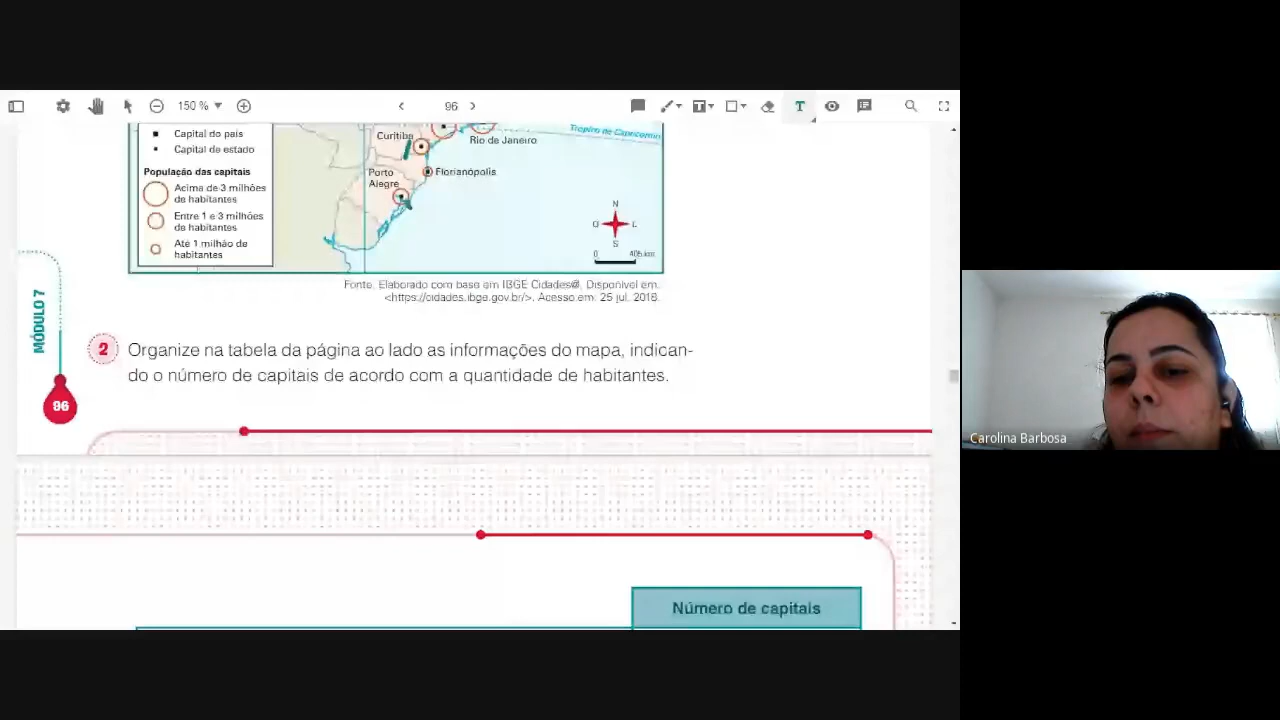 150 %
96
Capital do país
Capital de estado
População das capitais
Acima de 3 milhões
de habitantes
Entre 1 e 3 milhões
de habitantes
Até 1 milhão de
habitantes
Curitiba
Rio de Janeiro
Trópico de Capricórnio
Porto
Alegre
Florianópolis
N
O
L
S
0
405 km
Fonte: Elaborado com base em IBGE Cidades@. Disponível em:
<https://cidades.ibge.gov.br/>. Acesso em: 25 jul. 2018.
MÓDULO 7
96
2 Organize na tabela da página ao lado as informações do mapa, indican-
do o número de capitais de acordo com a quantidade de habitantes.
Número de capitais
Carolina Barbosa